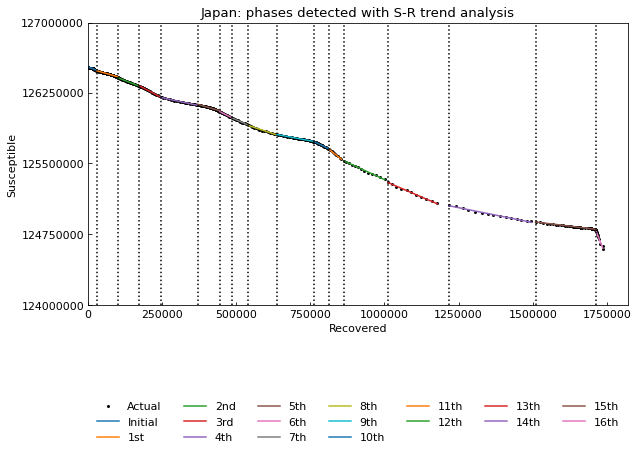 Japan: phases detected with S-R trend analysis
127000000
126250000
125500000
124750000
124000000
Susceptible
0 250000 500000 750000 1000000 1250000 1500000 1750000
Recovered
Actual 2nd 5th 8th 11th 13th 15th
Initial 3rd 6th 9th 12th 14th 16th
1st 4th 7th 10th